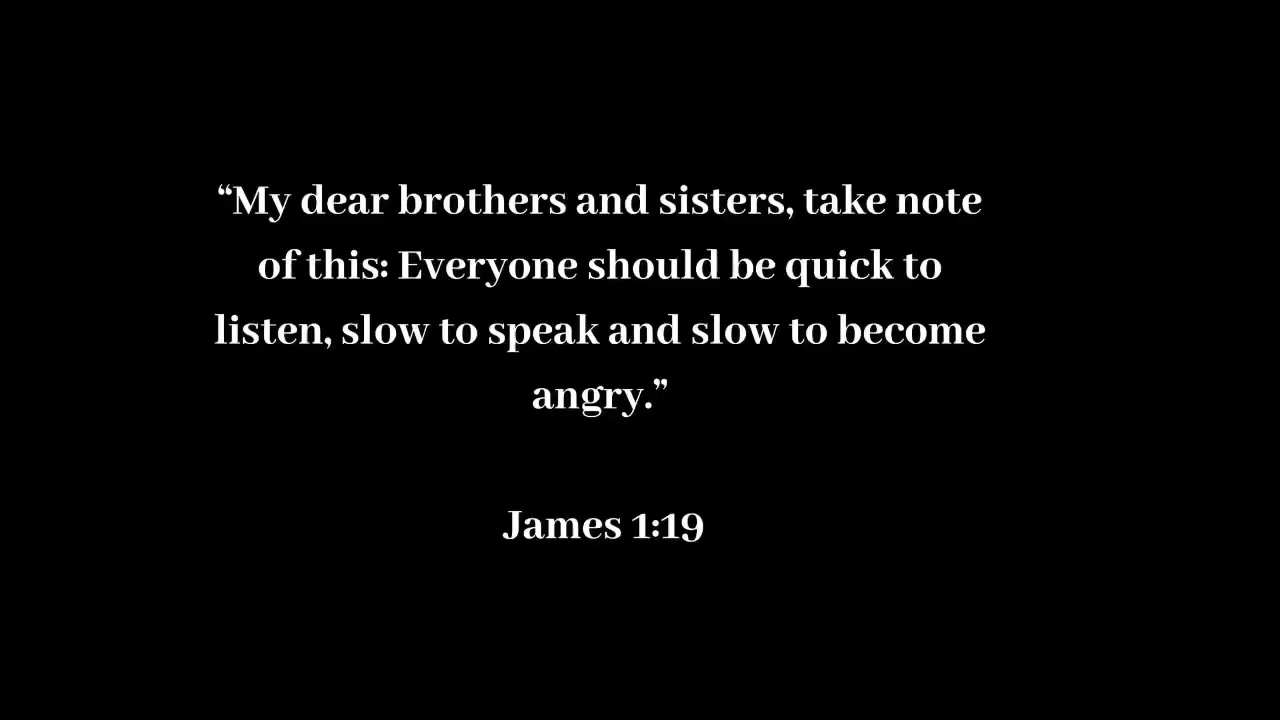 “My dear brothers and sisters, take note
of this: Everyone should be quick to
listen, slow to speak and slow to become
angry.”
James 1:19